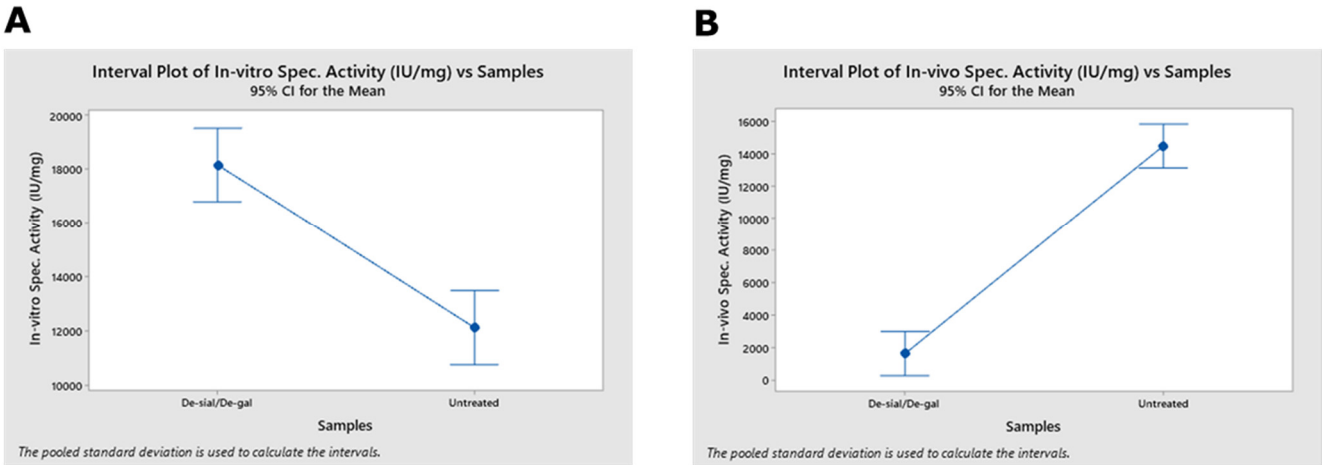 A
Interval Plot of In-vitro Spec. Activity (IU/mg) vs Samples
95% CI for the Mean
In-vitro Spec. Activity (IU/mg)
20000
18000
16000
14000
12000
10000
De-sial/De-gal
Untreated
Samples
The pooled standard deviation is used to calculate the intervals.
B
Interval Plot of In-vivo Spec. Activity (IU/mg) vs Samples
95% CI for the Mean
In-vivo Spec. Activity (IU/mg)
16000
14000
12000
10000
8000
6000
4000
2000
0
De-sial/De-gal
Untreated
Samples
The pooled standard deviation is used to calculate the intervals.